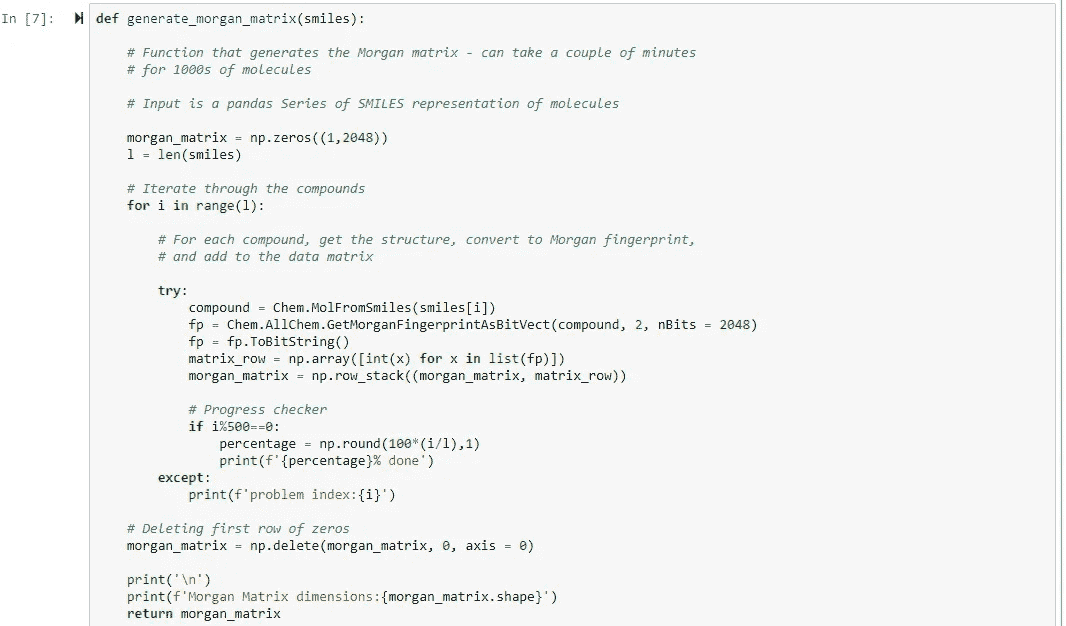 In [7]:
def generate_morgan_matrix(smiles):
# Function that generates the Morgan matrix - can take a couple of minutes
# for 1000s of molecules
# Input is a pandas Series of SMILES representation of molecules
morgan_matrix = np.zeros((1,2048))
l = len(smiles)
# Iterate through the compounds
for i in range(l):
# For each compound, get the structure, convert to Morgan fingerprint,
# and add to the data matrix
try:
compound = Chem.MolFromSmiles(smiles[i])
fp = Chem.AllChem.GetMorganFingerprintAsBitVect(compound, 2, nBits = 2048)
fp = fp.ToBitString()
matrix_row = np.array([int(x) for x in list(fp)])
morgan_matrix = np.row_stack((morgan_matrix, matrix_row))
# Progress checker
if i%500==0:
percentage = np.round(100*(i/l),1)
print(f'{percentage}% done')
except:
print(f'problem index:{i}')
# Deleting first row of zeros
morgan_matrix = np.delete(morgan_matrix, 0, axis = 0)
print('\n')
print(f'Morgan Matrix dimensions:{morgan_matrix.shape}')
return morgan_matrix